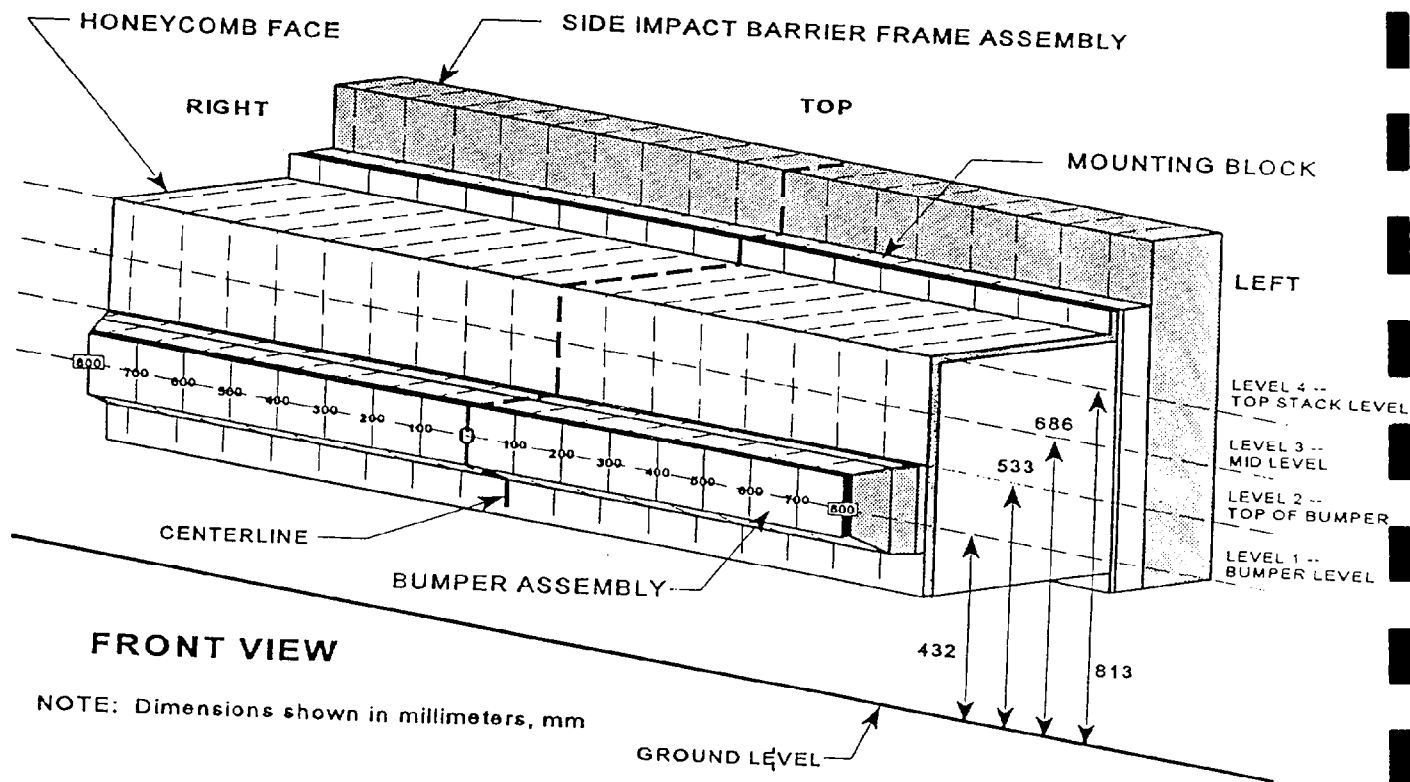 HONEYCOMB FACE
SIDE IMPACT BARRIER FRAME ASSEMBLY
RIGHT
TOP
MOUNTING BLOCK
LEFT
LEVEL 4 --
TOP STACK LEVEL
686
LEVEL 3 --
MID LEVEL
533
LEVEL 2 --
TOP OF BUMPER
LEVEL 1 --
BUMPER LEVEL
800 700 600 500 400 300 200 100 0 100 200 300 400 500 600 700 800
CENTERLINE
BUMPER ASSEMBLY
432
813
FRONT VIEW
NOTE: Dimensions shown in millimeters, mm
GROUND LEVEL